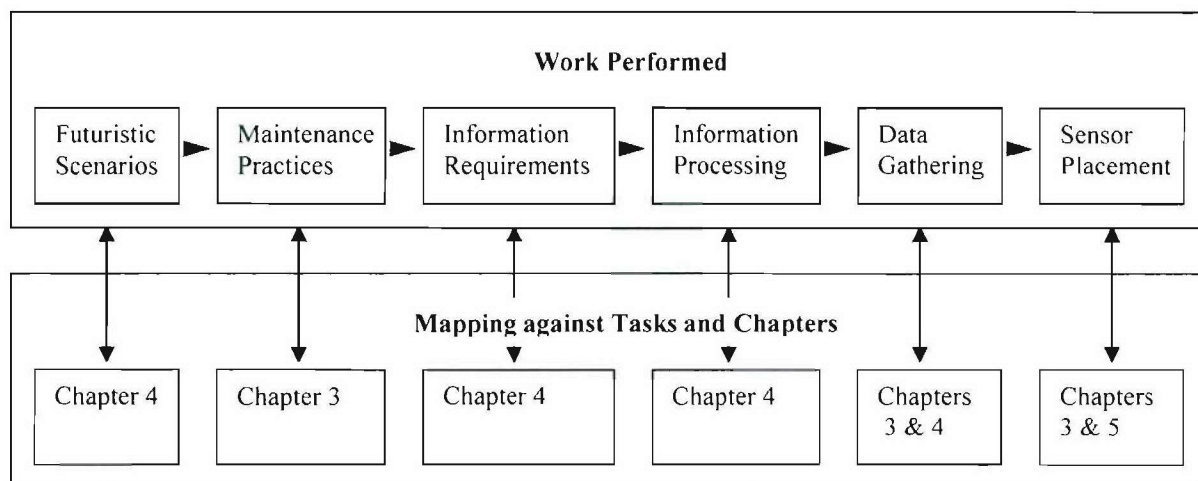 Work Performed
Futuristic
Scenarios
Maintenance
Practices
Information
Requirements
Information
Processing
Data
Gathering
Sensor
Placement
Mapping against Tasks and Chapters
Chapter 4
Chapter 3
Chapter 4
Chapter 4
Chapters
3 & 4
Chapters
3 & 5